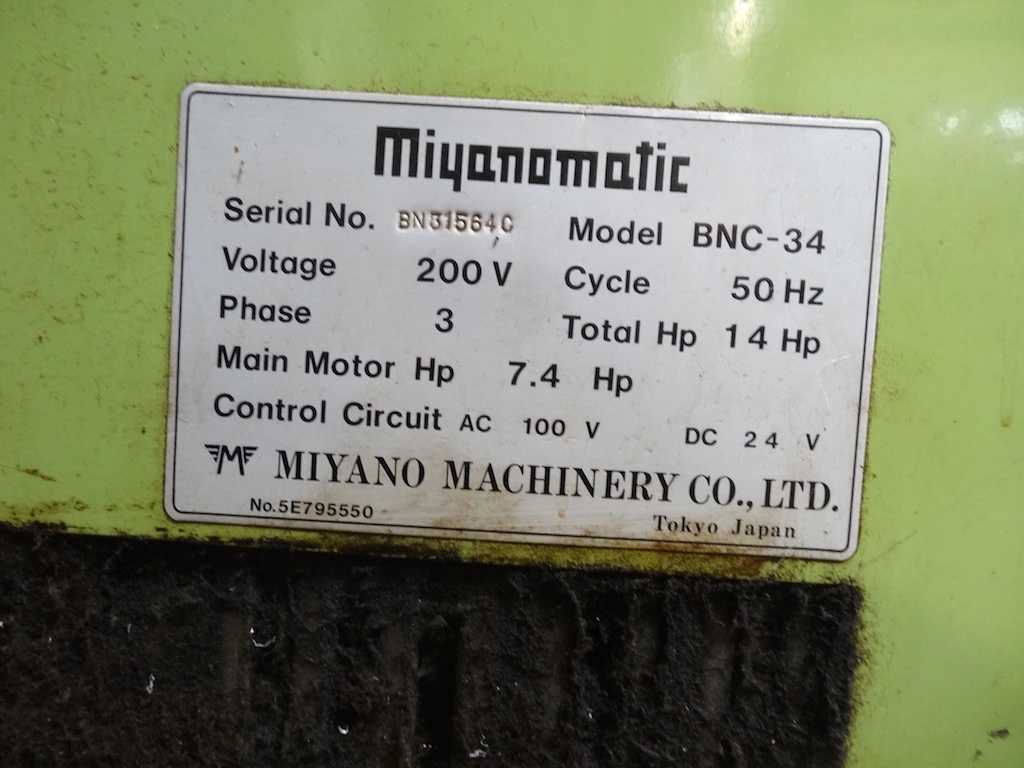 Miyanomatic
Serial No. BN31564C Model BNC-34
Voltage 200 V Cycle 50 Hz
Phase 3 Total Hp 14 Hp
Main Motor Hp 7.4 Hp
Control Circuit AC 100 V DC 24 V
M MIYANO MACHINERY CO., LTD.
No.5E795550 Tokyo Japan